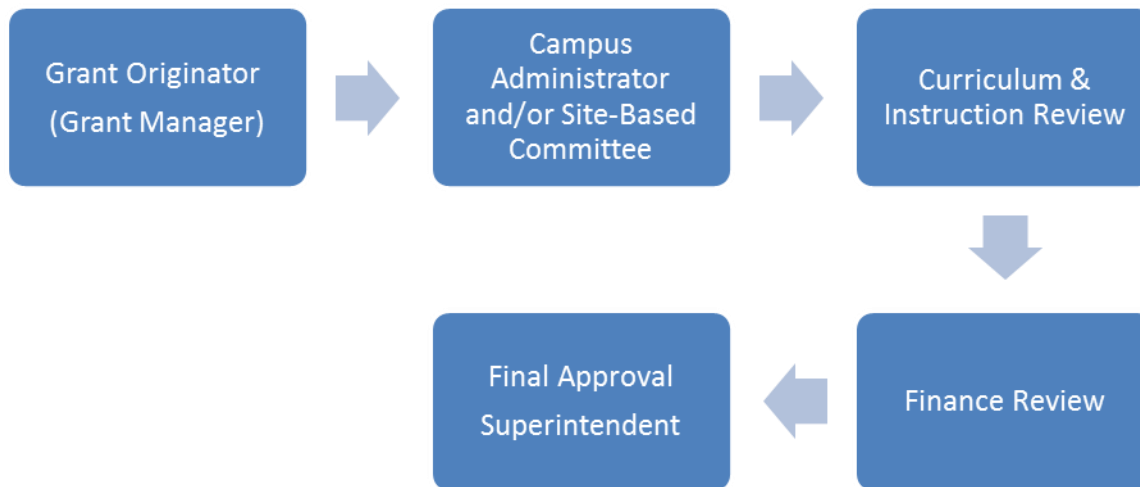 Grant Originator
(Grant Manager)
Campus
Administrator
and/or Site-Based
Committee
Curriculum &
Instruction Review
Finance Review
Final Approval
Superintendent